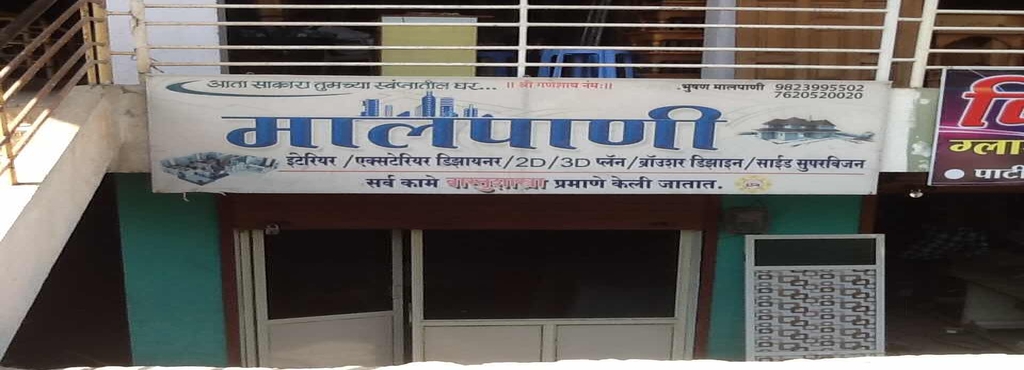 आता साकारा तुमच्या स्वप्नातील घर... ॥ श्री गणेशाय नमः॥ .भुषण मालपाणी 9823995502
7620520020
मालपाणी
इंटेरियर /एक्सटेरियर डिझायनर/2D/3D प्लॅन/ब्रॉउशर डिझाइन/साईड सुपरविजन
सर्व कामे वास्तुशास्त्रा प्रमाणे केली जातात.
ग्ला
• पाटी